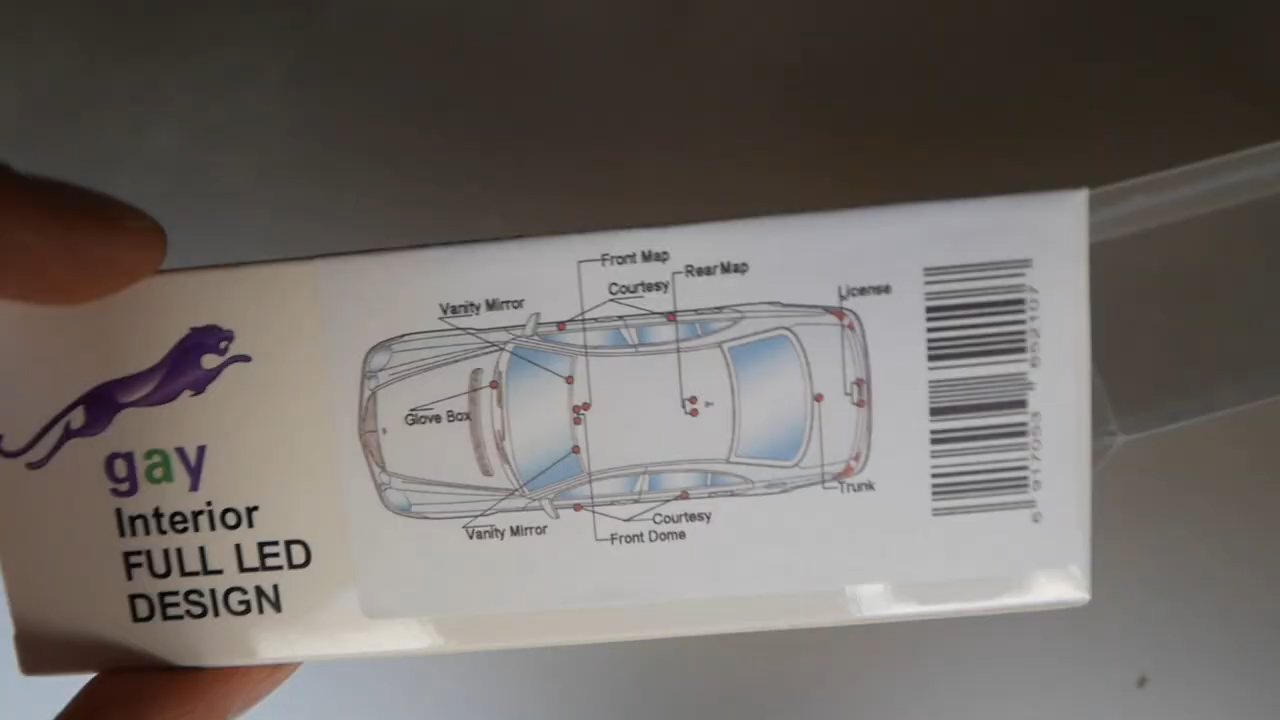 gay
Interior
FULL LED
DESIGN
Front Map
Rear Map
Courtesy
Vanity Mirror
License
Glove Box
Trunk
Courtesy
Vanity Mirror
Front Dome